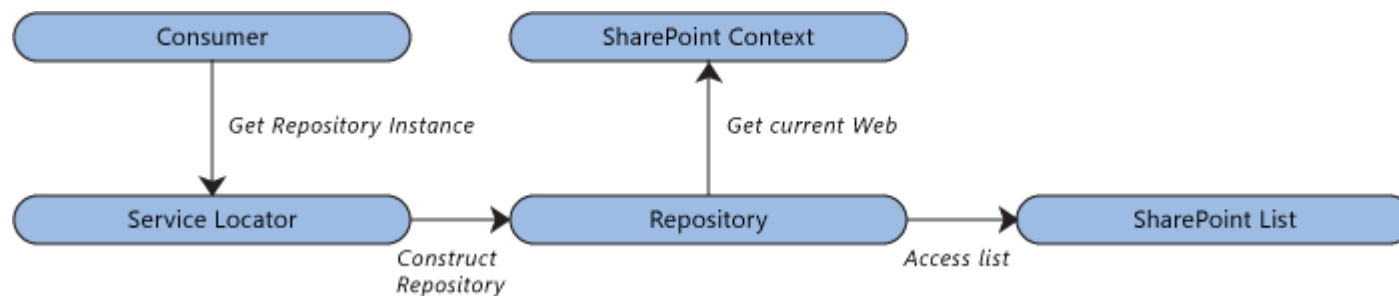 Consumer
SharePoint Context
Get Repository Instance
Get current Web
Service Locator
Repository
SharePoint List
Construct
Repository
Access list